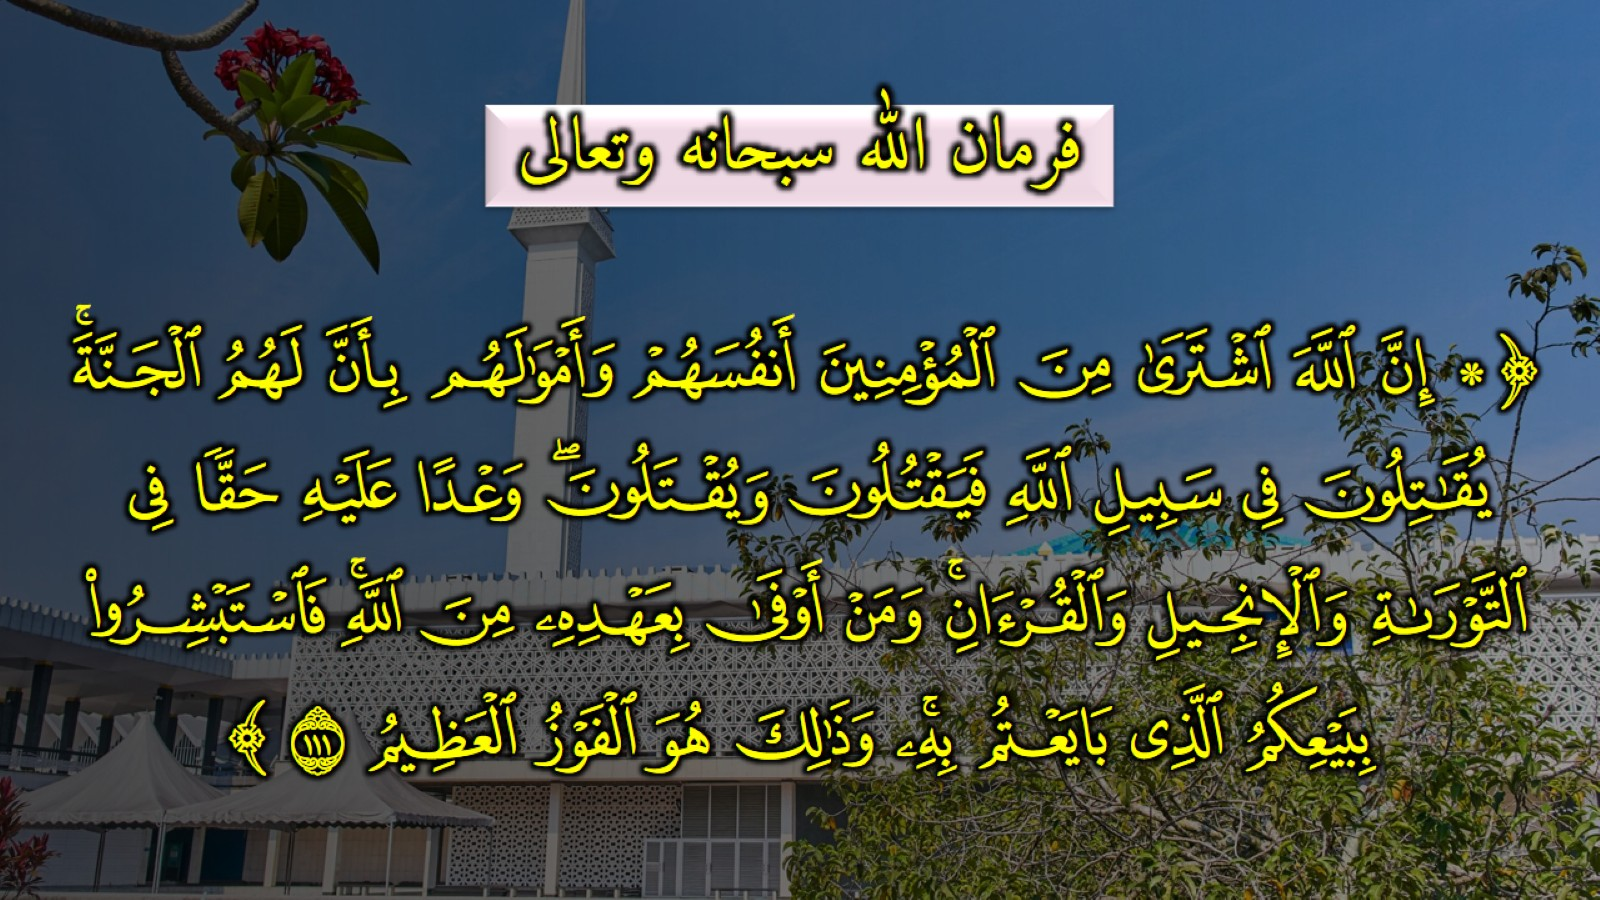 فرمان الله سبحانه وتعالى
﴿ * إِنَّ ٱللَّهَ ٱشْتَرَىٰ مِنَ ٱلْمُؤْمِنِينَ أَنفُسَهُمْ وَأَمْوَٰلَهُم بِأَنَّ لَهُمُ ٱلْجَنَّةَۚ
يُقَـٰتِلُونَ فِى سَبِيلِ ٱللَّهِ فَيَقْتُلُونَ وَيُقْتَلُونَۖ وَعْدًا عَلَيْهِ حَقًّا فِى
ٱلتَّوْرَىٰةِ وَٱلْإِنجِيلِ وَٱلْقُرْءَانِۚ وَمَنْ أَوْفَىٰ بِعَهْدِهِۦ مِنَ ٱللَّهِۚ فَٱسْتَبْشِرُوا۟
بِبَيْعِكُمُ ٱلَّذِى بَايَعْتُم بِهِۦۚ وَذَٰلِكَ هُوَ ٱلْفَوْزُ ٱلْعَظِيمُ ١١١ ﴾